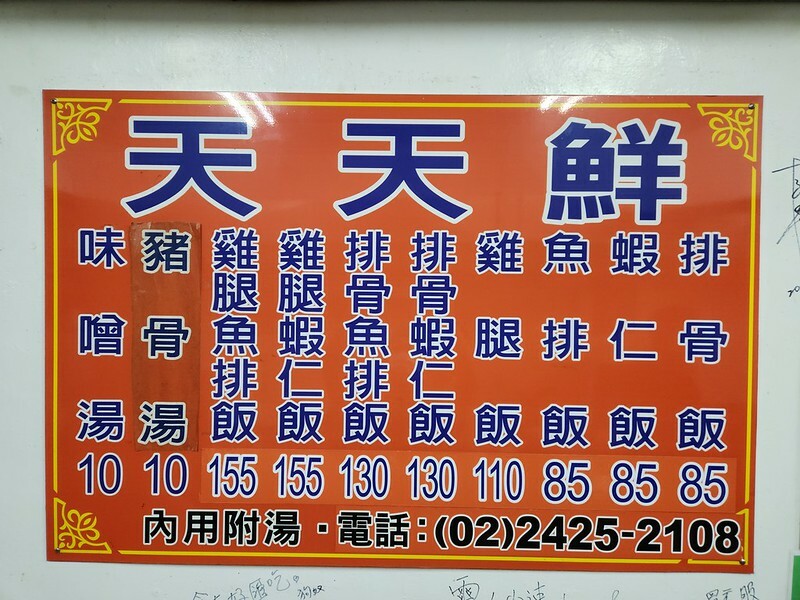 天天鮮
排骨飯 85
蝦仁飯 85
魚排飯 85
雞腿飯 110
排骨蝦仁飯 130
排骨魚排飯 130
雞腿蝦仁飯 155
雞腿魚排飯 155
豬骨湯 10
味噌湯 10
內用附湯・電話:(02)2425-2108